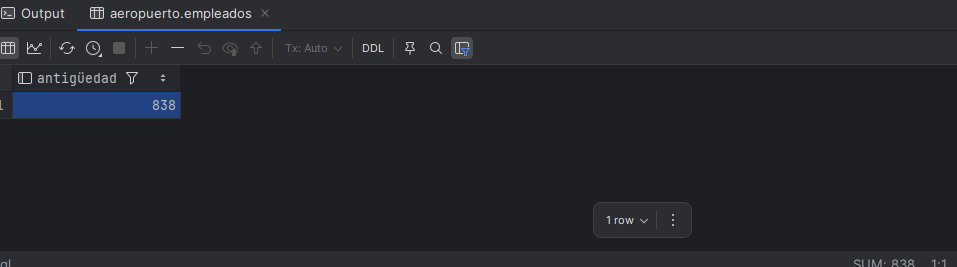 Output aeropuerto.empleados
Tx: Auto DDL
antigüedad
1 838
1 row
SUM: 838 1:1